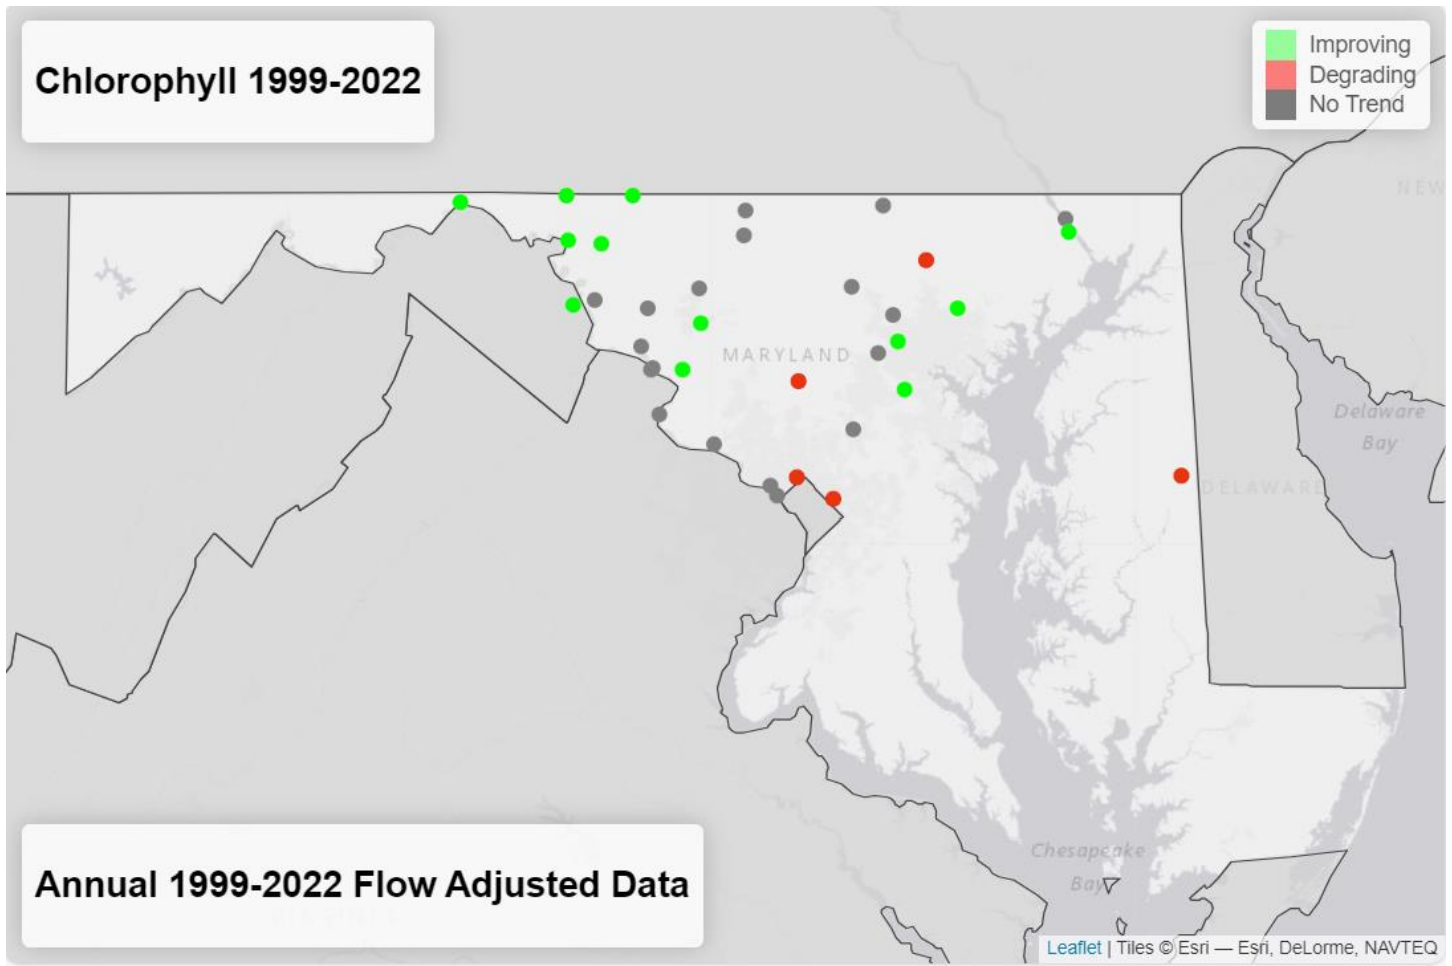 Chlorophyll 1999-2022
Improving
Degrading
No Trend
NEW
MARYLAND
Delaware
Bay
DELAWARE
Chesapeake
Bay
Annual 1999-2022 Flow Adjusted Data
Leaflet | Tiles © Esri — Esri, DeLorme, NAVTEQ